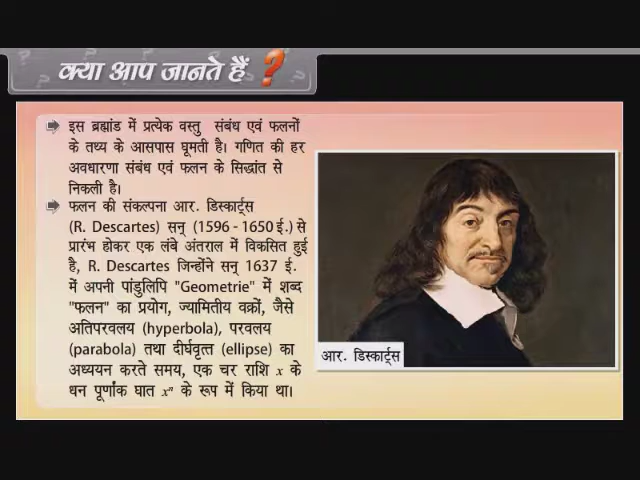 क्या आप जानते हैं ?
इस ब्रह्मांड में प्रत्येक वस्तु संबंध एवं फलनों
के तथ्य के आसपास घूमती है। गणित की हर
अवधारणा संबंध एवं फलन के सिद्धांत से
निकली है।
फलन की संकल्पना आर. डिस्कार्ट्स
(R. Descartes) सन् (1596 - 1650 ई.) से
प्रारंभ होकर एक लंबे अंतराल में विकसित हुई
है, R. Descartes जिन्होंने सन् 1637 ई.
में अपनी पांडुलिपि "Geometrie" में शब्द
"फलन" का प्रयोग, ज्यामितीय वक्रों, जैसे
अतिपरवलय (hyperbola), परवलय
(parabola) तथा दीर्घवृत्त (ellipse) का
अध्ययन करते समय, एक चर राशि x के
धन पूर्णांक घात xⁿ के रूप में किया था।
आर. डिस्कार्ट्स